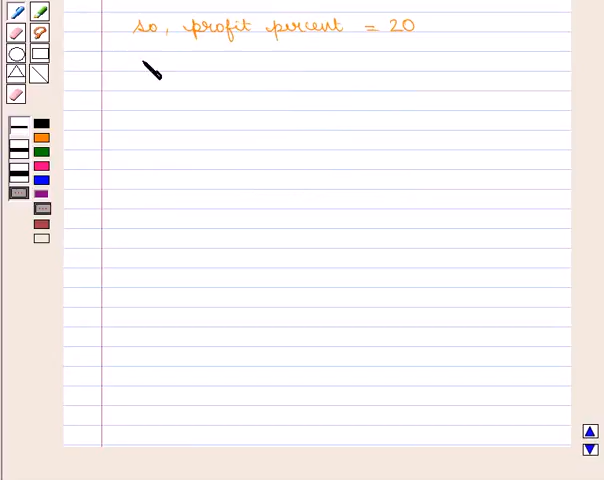 so, profit percent = 20